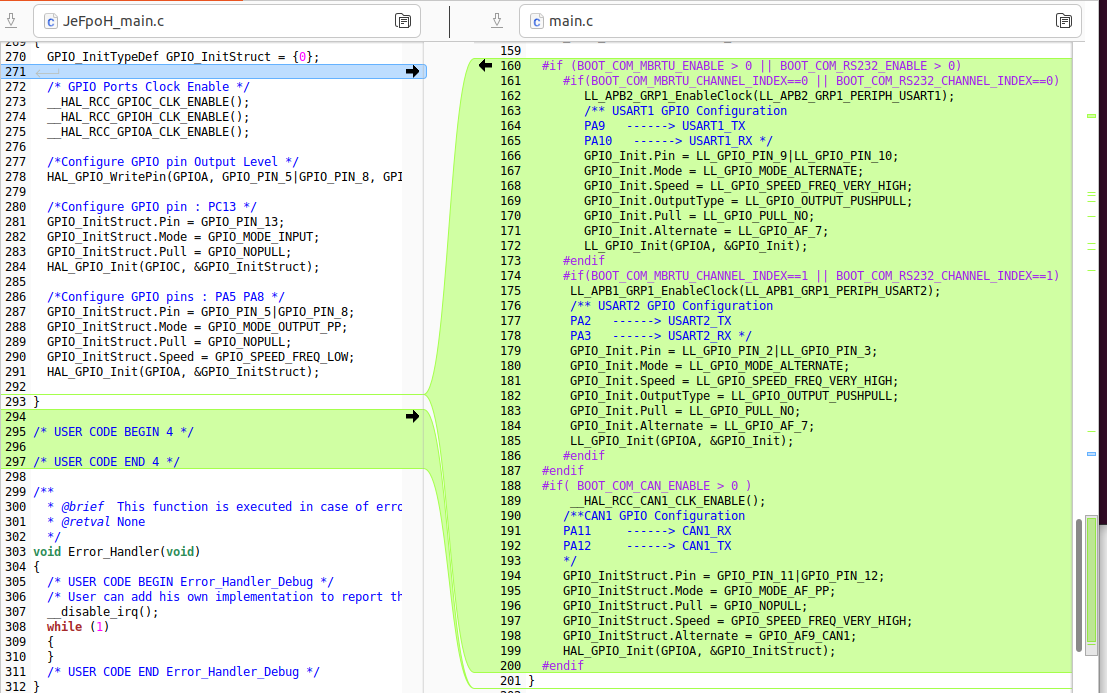 JeFpoH_main.c
main.c
270 GPIO_InitTypeDef GPIO_InitStruct = {0};
271
272 /* GPIO Ports Clock Enable */
273 __HAL_RCC_GPIOC_CLK_ENABLE();
274 __HAL_RCC_GPIOH_CLK_ENABLE();
275 __HAL_RCC_GPIOA_CLK_ENABLE();
276
277 /*Configure GPIO pin Output Level */
278 HAL_GPIO_WritePin(GPIOA, GPIO_PIN_5|GPIO_PIN_8, GPI
279
280 /*Configure GPIO pin : PC13 */
281 GPIO_InitStruct.Pin = GPIO_PIN_13;
282 GPIO_InitStruct.Mode = GPIO_MODE_INPUT;
283 GPIO_InitStruct.Pull = GPIO_NOPULL;
284 HAL_GPIO_Init(GPIOC, &GPIO_InitStruct);
285
286 /*Configure GPIO pins : PA5 PA8 */
287 GPIO_InitStruct.Pin = GPIO_PIN_5|GPIO_PIN_8;
288 GPIO_InitStruct.Mode = GPIO_MODE_OUTPUT_PP;
289 GPIO_InitStruct.Pull = GPIO_NOPULL;
290 GPIO_InitStruct.Speed = GPIO_SPEED_FREQ_LOW;
291 HAL_GPIO_Init(GPIOA, &GPIO_InitStruct);
292
293 }
294
295 /* USER CODE BEGIN 4 */
296
297 /* USER CODE END 4 */
298
299 /**
300 * @brief This function is executed in case of erro
301 * @retval None
302 */
303 void Error_Handler(void)
304 {
305 /* USER CODE BEGIN Error_Handler_Debug */
306 /* User can add his own implementation to report th
307 __disable_irq();
308 while (1)
309 {
310 }
311 /* USER CODE END Error_Handler_Debug */
312 }
159
160 #if (BOOT_COM_MBRTU_ENABLE > 0 || BOOT_COM_RS232_ENABLE > 0)
161 #if(BOOT_COM_MBRTU_CHANNEL_INDEX==0 || BOOT_COM_RS232_CHANNEL_INDEX==0)
162 LL_APB2_GRP1_EnableClock(LL_APB2_GRP1_PERIPH_USART1);
163 /** USART1 GPIO Configuration
164 PA9 ------> USART1_TX
165 PA10 ------> USART1_RX */
166 GPIO_Init.Pin = LL_GPIO_PIN_9|LL_GPIO_PIN_10;
167 GPIO_Init.Mode = LL_GPIO_MODE_ALTERNATE;
168 GPIO_Init.Speed = LL_GPIO_SPEED_FREQ_VERY_HIGH;
169 GPIO_Init.OutputType = LL_GPIO_OUTPUT_PUSHPULL;
170 GPIO_Init.Pull = LL_GPIO_PULL_NO;
171 GPIO_Init.Alternate = LL_GPIO_AF_7;
172 LL_GPIO_Init(GPIOA, &GPIO_Init);
173 #endif
174 #if(BOOT_COM_MBRTU_CHANNEL_INDEX==1 || BOOT_COM_RS232_CHANNEL_INDEX==1)
175 LL_APB1_GRP1_EnableClock(LL_APB1_GRP1_PERIPH_USART2);
176 /** USART2 GPIO Configuration
177 PA2 ------> USART2_TX
178 PA3 ------> USART2_RX */
179 GPIO_Init.Pin = LL_GPIO_PIN_2|LL_GPIO_PIN_3;
180 GPIO_Init.Mode = LL_GPIO_MODE_ALTERNATE;
181 GPIO_Init.Speed = LL_GPIO_SPEED_FREQ_VERY_HIGH;
182 GPIO_Init.OutputType = LL_GPIO_OUTPUT_PUSHPULL;
183 GPIO_Init.Pull = LL_GPIO_PULL_NO;
184 GPIO_Init.Alternate = LL_GPIO_AF_7;
185 LL_GPIO_Init(GPIOA, &GPIO_Init);
186 #endif
187 #endif
188 #if( BOOT_COM_CAN_ENABLE > 0 )
189 __HAL_RCC_CAN1_CLK_ENABLE();
190 /**CAN1 GPIO Configuration
191 PA11 ------> CAN1_RX
192 PA12 ------> CAN1_TX
193 */
194 GPIO_InitStruct.Pin = GPIO_PIN_11|GPIO_PIN_12;
195 GPIO_InitStruct.Mode = GPIO_MODE_AF_PP;
196 GPIO_InitStruct.Pull = GPIO_NOPULL;
197 GPIO_InitStruct.Speed = GPIO_SPEED_FREQ_VERY_HIGH;
198 GPIO_InitStruct.Alternate = GPIO_AF9_CAN1;
199 HAL_GPIO_Init(GPIOA, &GPIO_InitStruct);
200 #endif
201 }